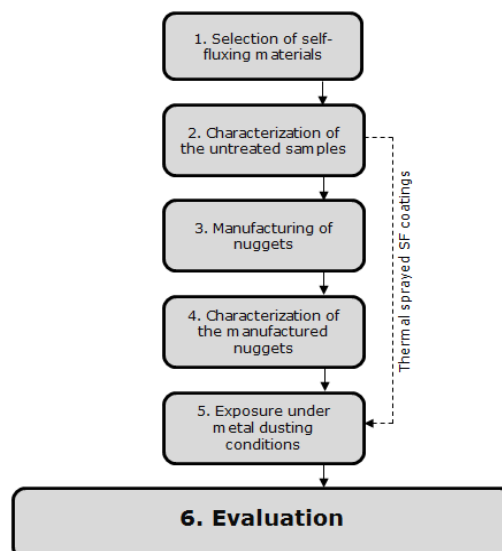 1. Selection of self-
fluxing materials
2. Characterization of
the untreated samples
Thermal sprayed SF coatings
3. Manufacturing of
nuggets
4. Characterization of
the manufactured
nuggets
5. Exposure under
metal dusting
conditions
6. Evaluation